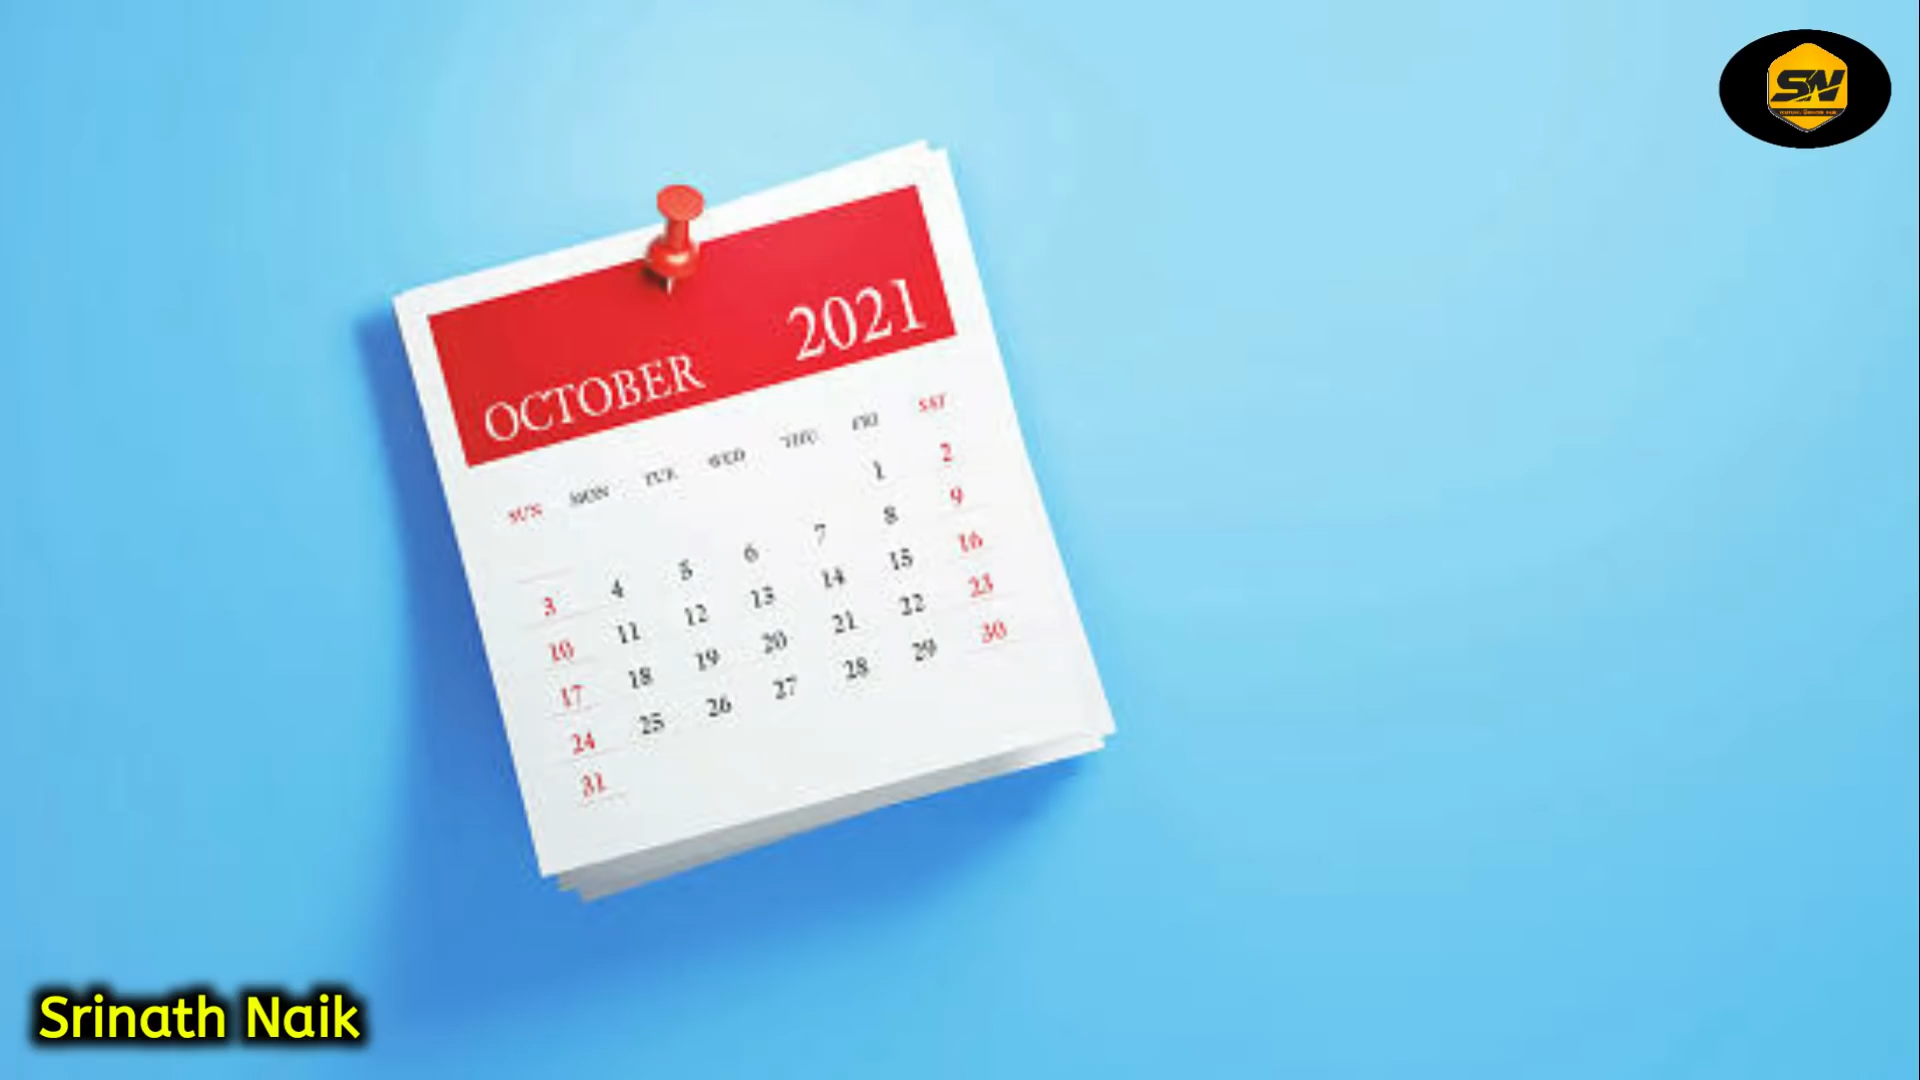 SN
OCTOBER 2021
SUN MON TUE WED THU FRI SAT
1 2
3 4 5 6 7 8 9
10 11 12 13 14 15 16
17 18 19 20 21 22 23
24 25 26 27 28 29 30
31
Srinath Naik